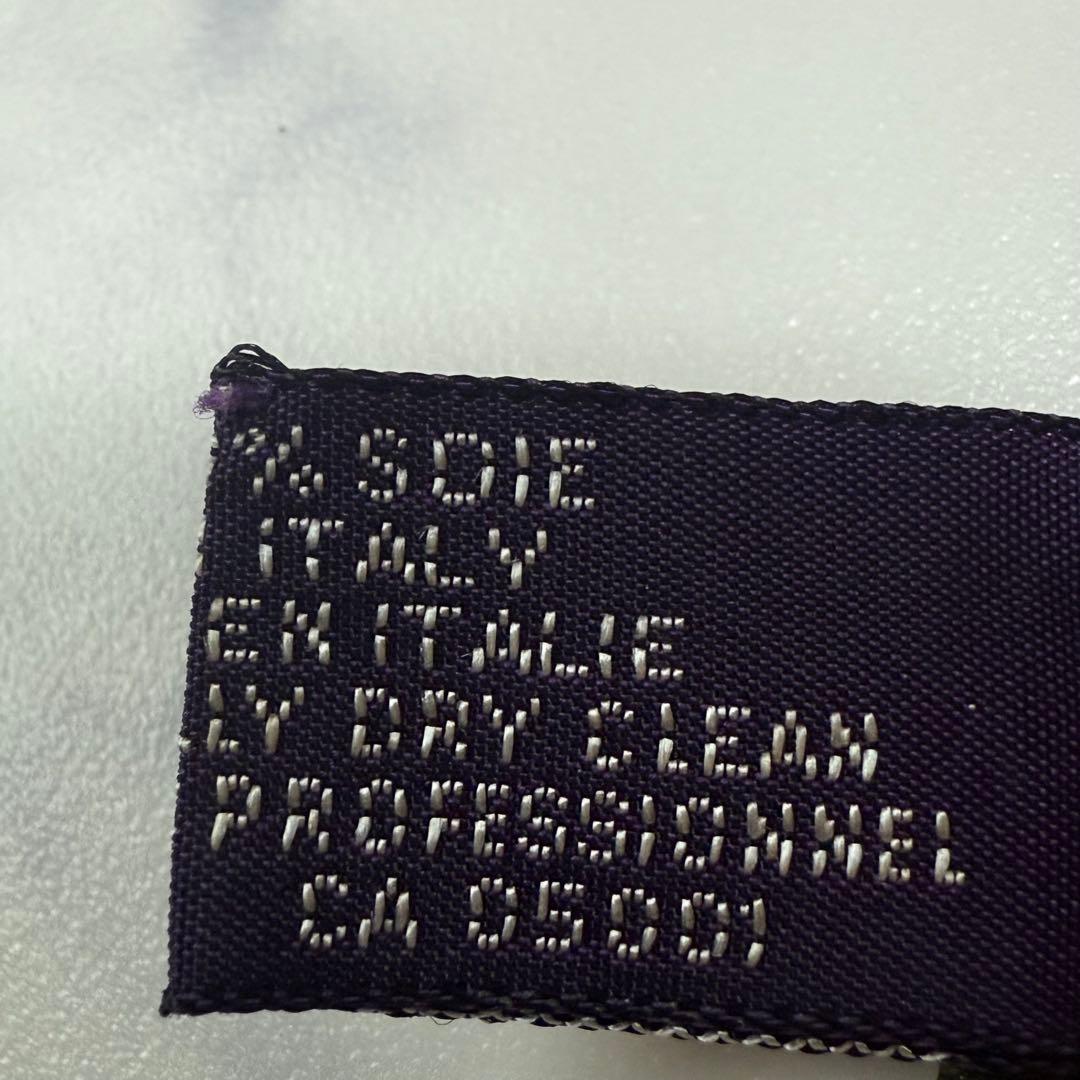 % SOIE
ITALY
EN ITALIE
LY DRY CLEAN
PROFESSIONNEL
CA 05001